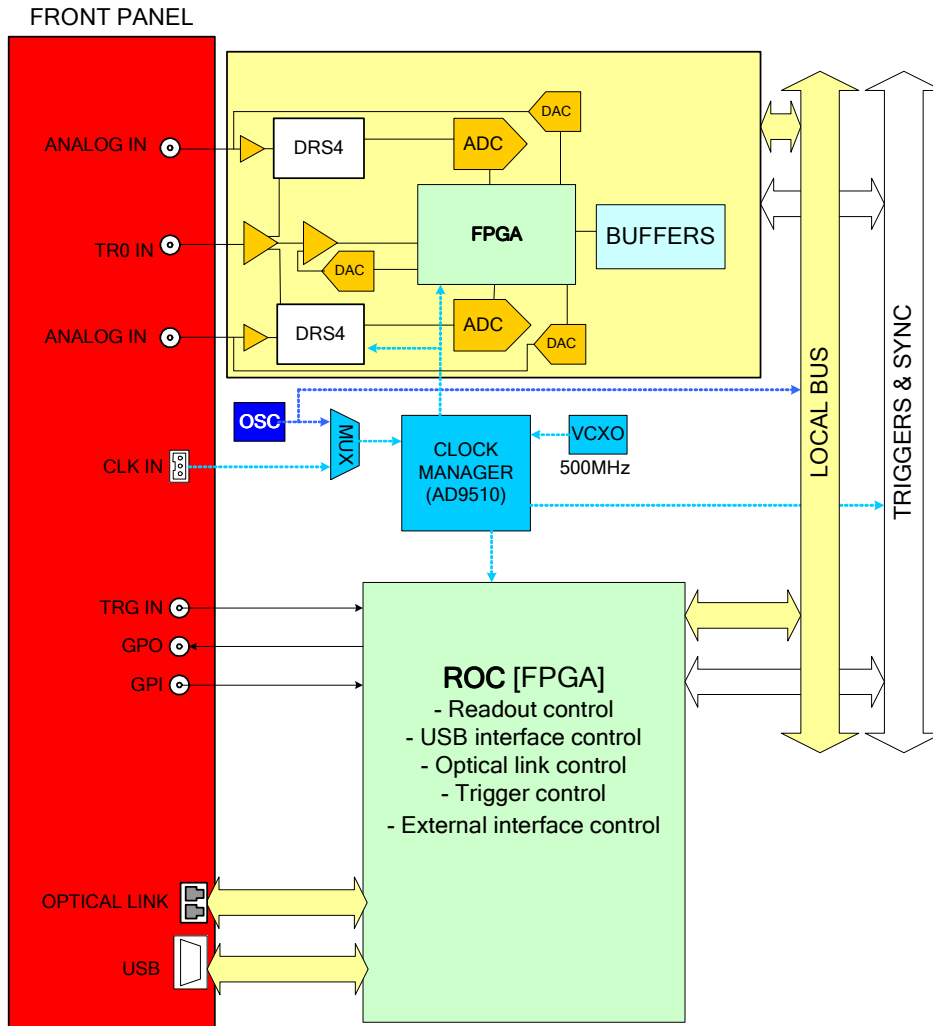 FRONT PANEL
ANALOG IN
DRS4
ADC
DAC
TR0 IN
DAC
FPGA
BUFFERS
ANALOG IN
DRS4
ADC
DAC
OSC
MUX
CLK IN
CLOCK
MANAGER
(AD9510)
VCXO
500MHz
LOCAL BUS
TRIGGERS & SYNC
TRG IN
GPO
GPI
ROC [FPGA]
- Readout control
- USB interface control
- Optical link control
- Trigger control
- External interface control
OPTICAL LINK
USB